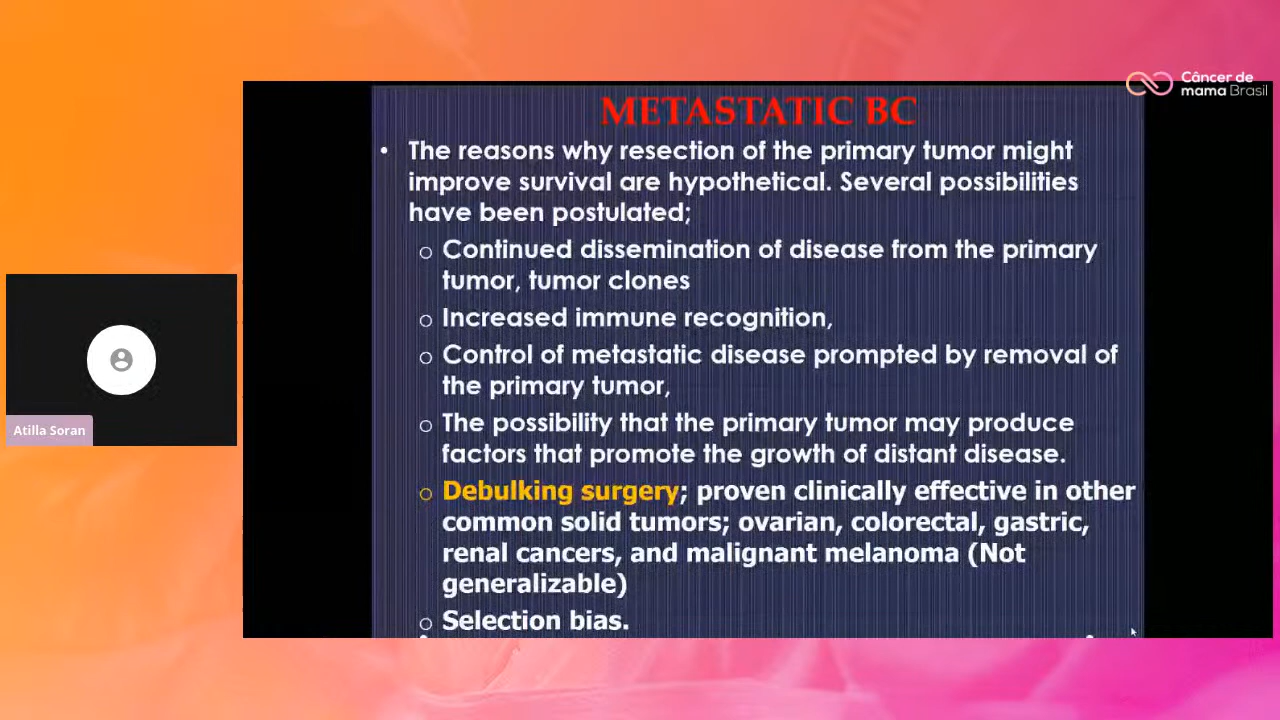 Câncer de
mama Brasil
METASTATIC BC
• The reasons why resection of the primary tumor might
improve survival are hypothetical. Several possibilities
have been postulated;
o Continued dissemination of disease from the primary
tumor, tumor clones
o Increased immune recognition,
o Control of metastatic disease prompted by removal of
the primary tumor,
o The possibility that the primary tumor may produce
factors that promote the growth of distant disease.
o Debulking surgery; proven clinically effective in other
common solid tumors; ovarian, colorectal, gastric,
renal cancers, and malignant melanoma (Not
generalizable)
o Selection bias.
Atilla Soran